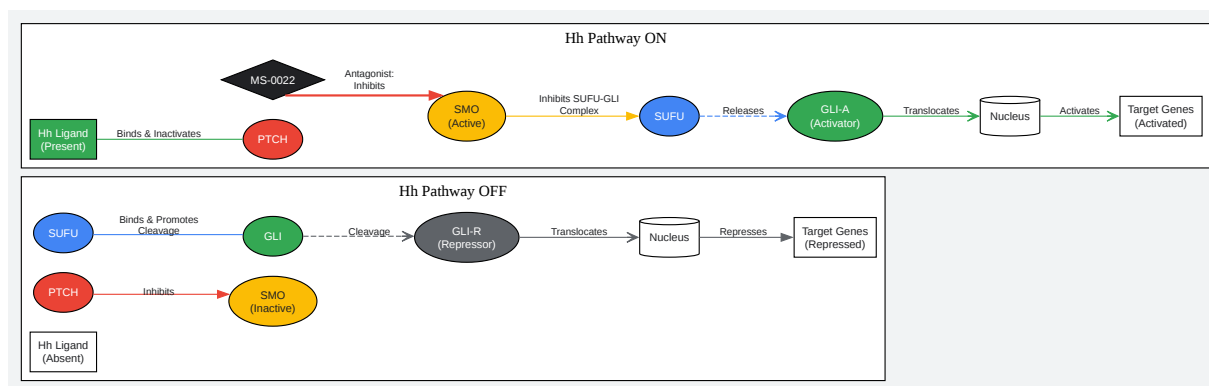 Hh Pathway ON
MS-0022
Antagonist:
Inhibits
SMO
(Active)
Inhibits SUFU-GLI
Complex
SUFU
Releases
GLI-A
(Activator)
Translocates
Nucleus
Activates
Target Genes
(Activated)
Hh Ligand
(Present)
Binds & Inactivates
PTCH
Hh Pathway OFF
SUFU
Binds & Promotes
Cleavage
GLI
Cleavage
GLI-R
(Repressor)
Translocates
Nucleus
Represses
Target Genes
(Repressed)
PTCH
Inhibits
SMO
(Inactive)
Hh Ligand
(Absent)